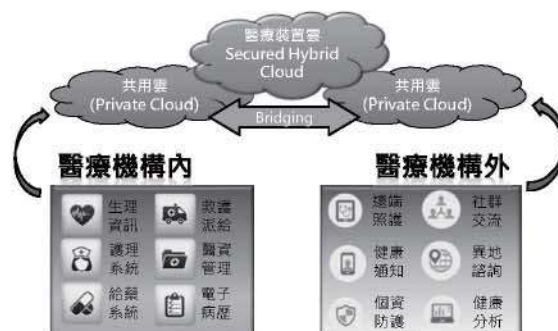 醫療裝置雲
Secured Hybrid
Cloud
共用雲
(Private Cloud)
共用雲
(Private Cloud)
Bridging
醫療機構內
醫療機構外
生理
資訊
救護
派給
護理
系統
醫資
管理
給藥
系統
電子
病歷
遠端
照護
社群
交流
健康
通知
異地
諮詢
個資
防護
健康
分析